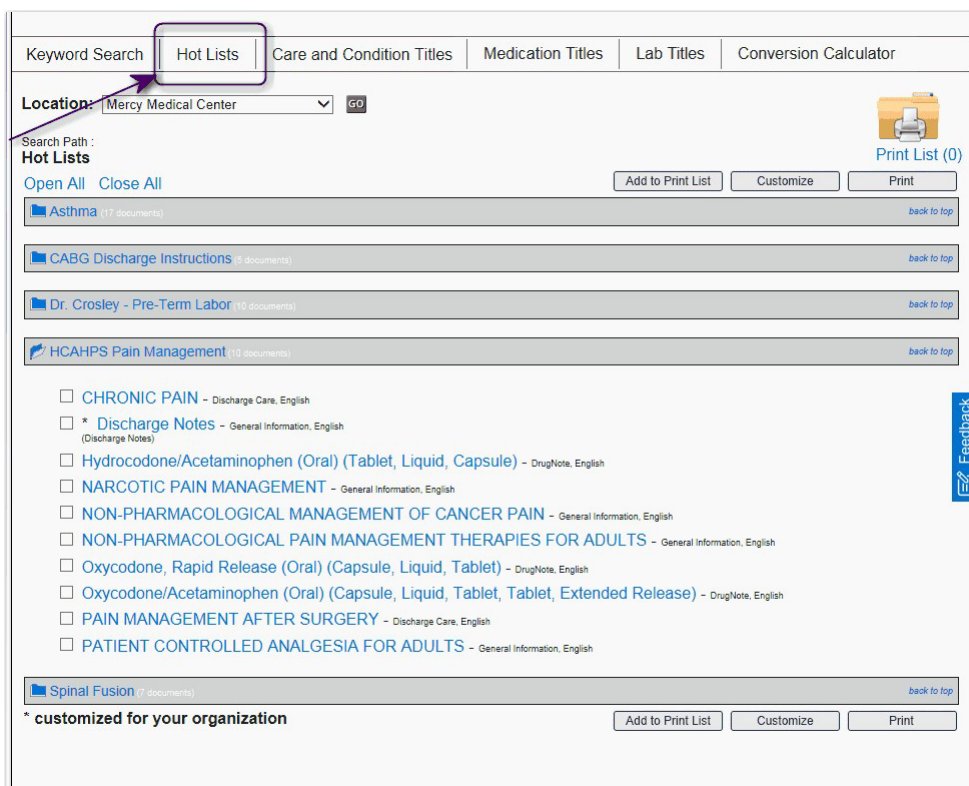 Keyword Search Hot Lists Care and Condition Titles Medication Titles Lab Titles Conversion Calculator
Location: Mercy Medical Center GO
Search Path :
Hot Lists
Print List (0)
Open All Close All Add to Print List Customize Print
Asthma (17 documents) back to top
CABG Discharge Instructions (5 documents) back to top
Dr. Crosley - Pre-Term Labor (10 documents) back to top
HCAHPS Pain Management (10 documents) back to top
CHRONIC PAIN - Discharge Care, English
* Discharge Notes - General Information, English
(Discharge Notes)
Hydrocodone/Acetaminophen (Oral) (Tablet, Liquid, Capsule) - DrugNote, English
NARCOTIC PAIN MANAGEMENT - General Information, English
NON-PHARMACOLOGICAL MANAGEMENT OF CANCER PAIN - General Information, English
NON-PHARMACOLOGICAL PAIN MANAGEMENT THERAPIES FOR ADULTS - General Information, English
Oxycodone, Rapid Release (Oral) (Capsule, Liquid, Tablet) - DrugNote, English
Oxycodone/Acetaminophen (Oral) (Capsule, Liquid, Tablet, Tablet, Extended Release) - DrugNote, English
PAIN MANAGEMENT AFTER SURGERY - Discharge Care, English
PATIENT CONTROLLED ANALGESIA FOR ADULTS - General Information, English
Feedback
Spinal Fusion (7 documents) back to top
* customized for your organization Add to Print List Customize Print